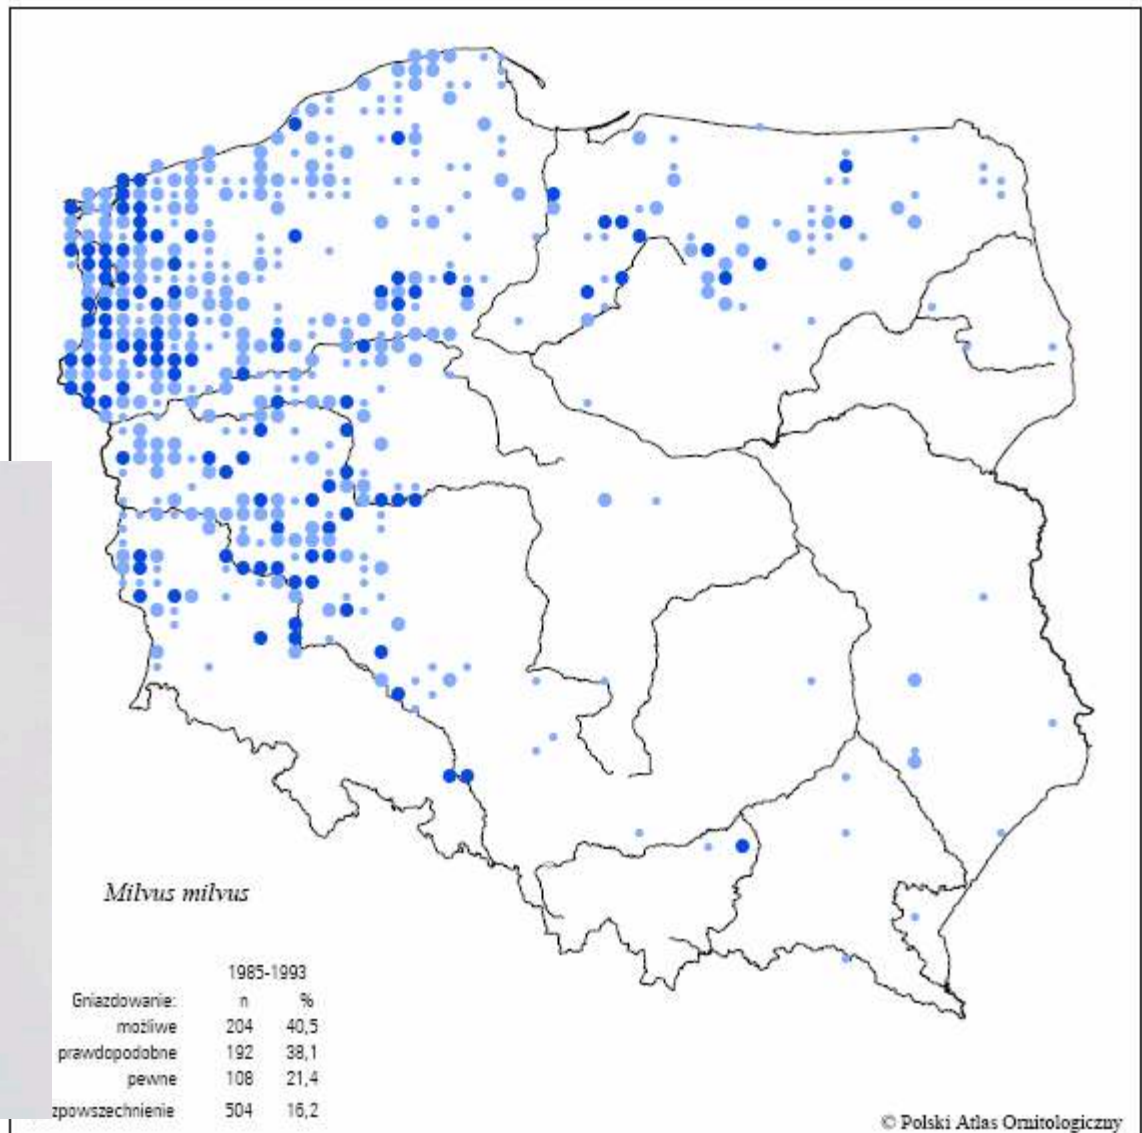 Milvus milvus
1985-1993
Gniazdowanie: n %
możliwe 204 40,5
prawdopodobne 192 38,1
pewne 108 21,4
zpowszechnienie 504 16,2
© Polski Atlas Ornitologiczny